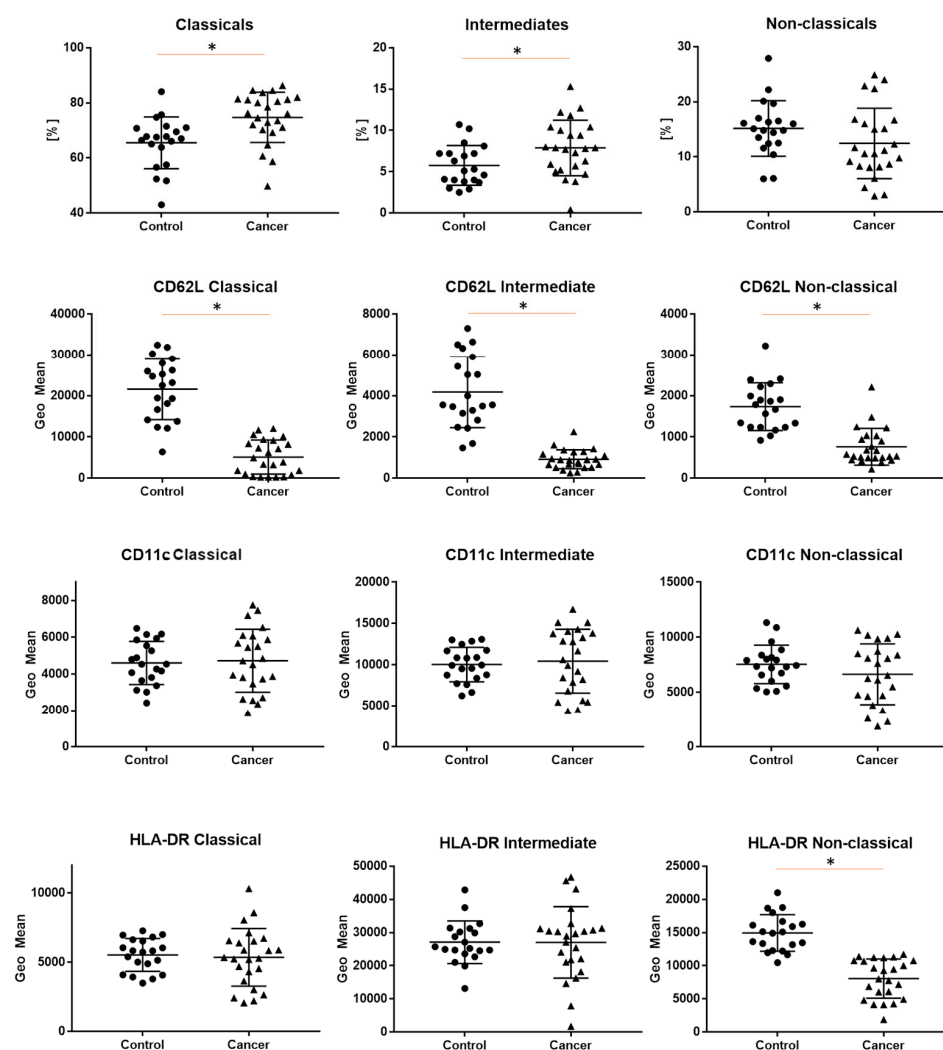 Classicals
*
100
80
60
40
[%]
Control Cancer
Intermediates
*
20
15
10
5
0
[%]
Control Cancer
Non-classicals
30
20
10
0
[%]
Control Cancer
CD62L Classical
*
40000
30000
20000
10000
0
Geo Mean
Control Cancer
CD62L Intermediate
*
8000
6000
4000
2000
0
Geo Mean
Control Cancer
CD62L Non-classical
*
4000
3000
2000
1000
0
Geo Mean
Control Cancer
CD11c Classical
8000
6000
4000
2000
0
Geo Mean
Control Cancer
CD11c Intermediate
20000
15000
10000
5000
0
Geo Mean
Control Cancer
CD11c Non-classical
15000
10000
5000
0
Geo Mean
Control Cancer
HLA-DR Classical
10000
5000
0
Geo Mean
Control Cancer
HLA-DR Intermediate
50000
40000
30000
20000
10000
0
Geo Mean
Control Cancer
HLA-DR Non-classical
*
25000
20000
15000
10000
5000
0
Geo Mean
Control Cancer